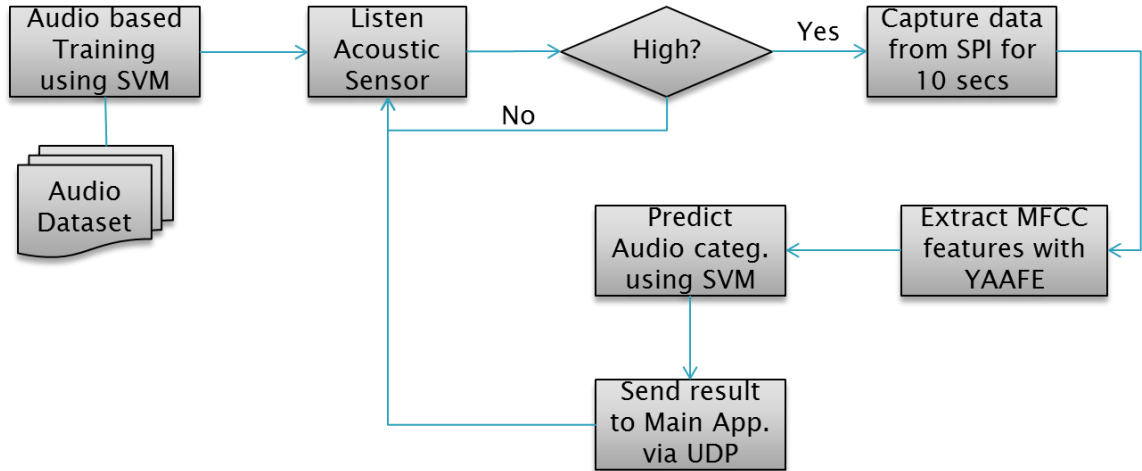 Audio based
Training
using SVM
Listen
Acoustic
Sensor
High?
Yes
Capture data
from SPI for
10 secs
No
Audio
Dataset
Predict
Audio categ.
using SVM
Extract MFCC
features with
YAAFE
Send result
to Main App.
via UDP